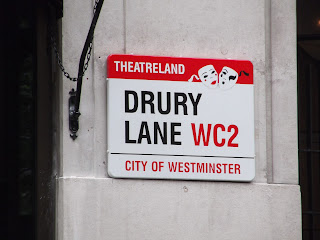 THEATRELAND
DRURY
LANE WC2
CITY OF WESTMINSTER